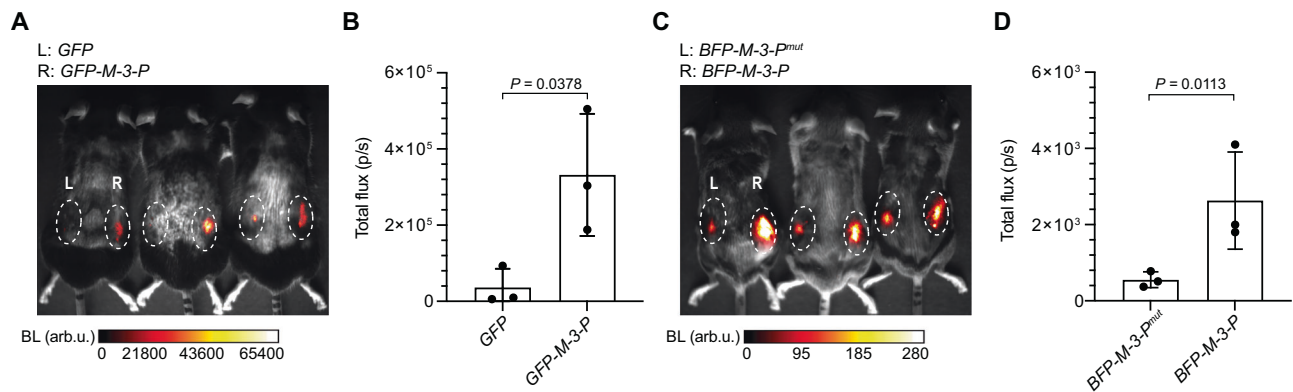 A
L: GFP
R: GFP-M-3-P
L
R
BL (arb.u.)
0 21800 43600 65400
B
Total flux (p/s)
6×10⁵
4×10⁵
2×10⁵
0
P = 0.0378
GFP
GFP-M-3-P
C
L: BFP-M-3-Pᵐᵘᵗ
R: BFP-M-3-P
L
R
BL (arb.u.)
0 95 185 280
D
Total flux (p/s)
6×10³
4×10³
2×10³
0
P = 0.0113
BFP-M-3-Pᵐᵘᵗ
BFP-M-3-P